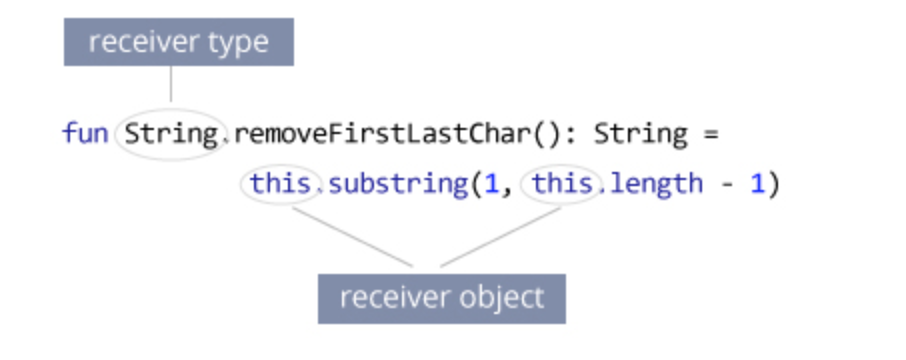 receiver type
fun String.removeFirstLastChar(): String =
this.substring(1, this.length - 1)
receiver object